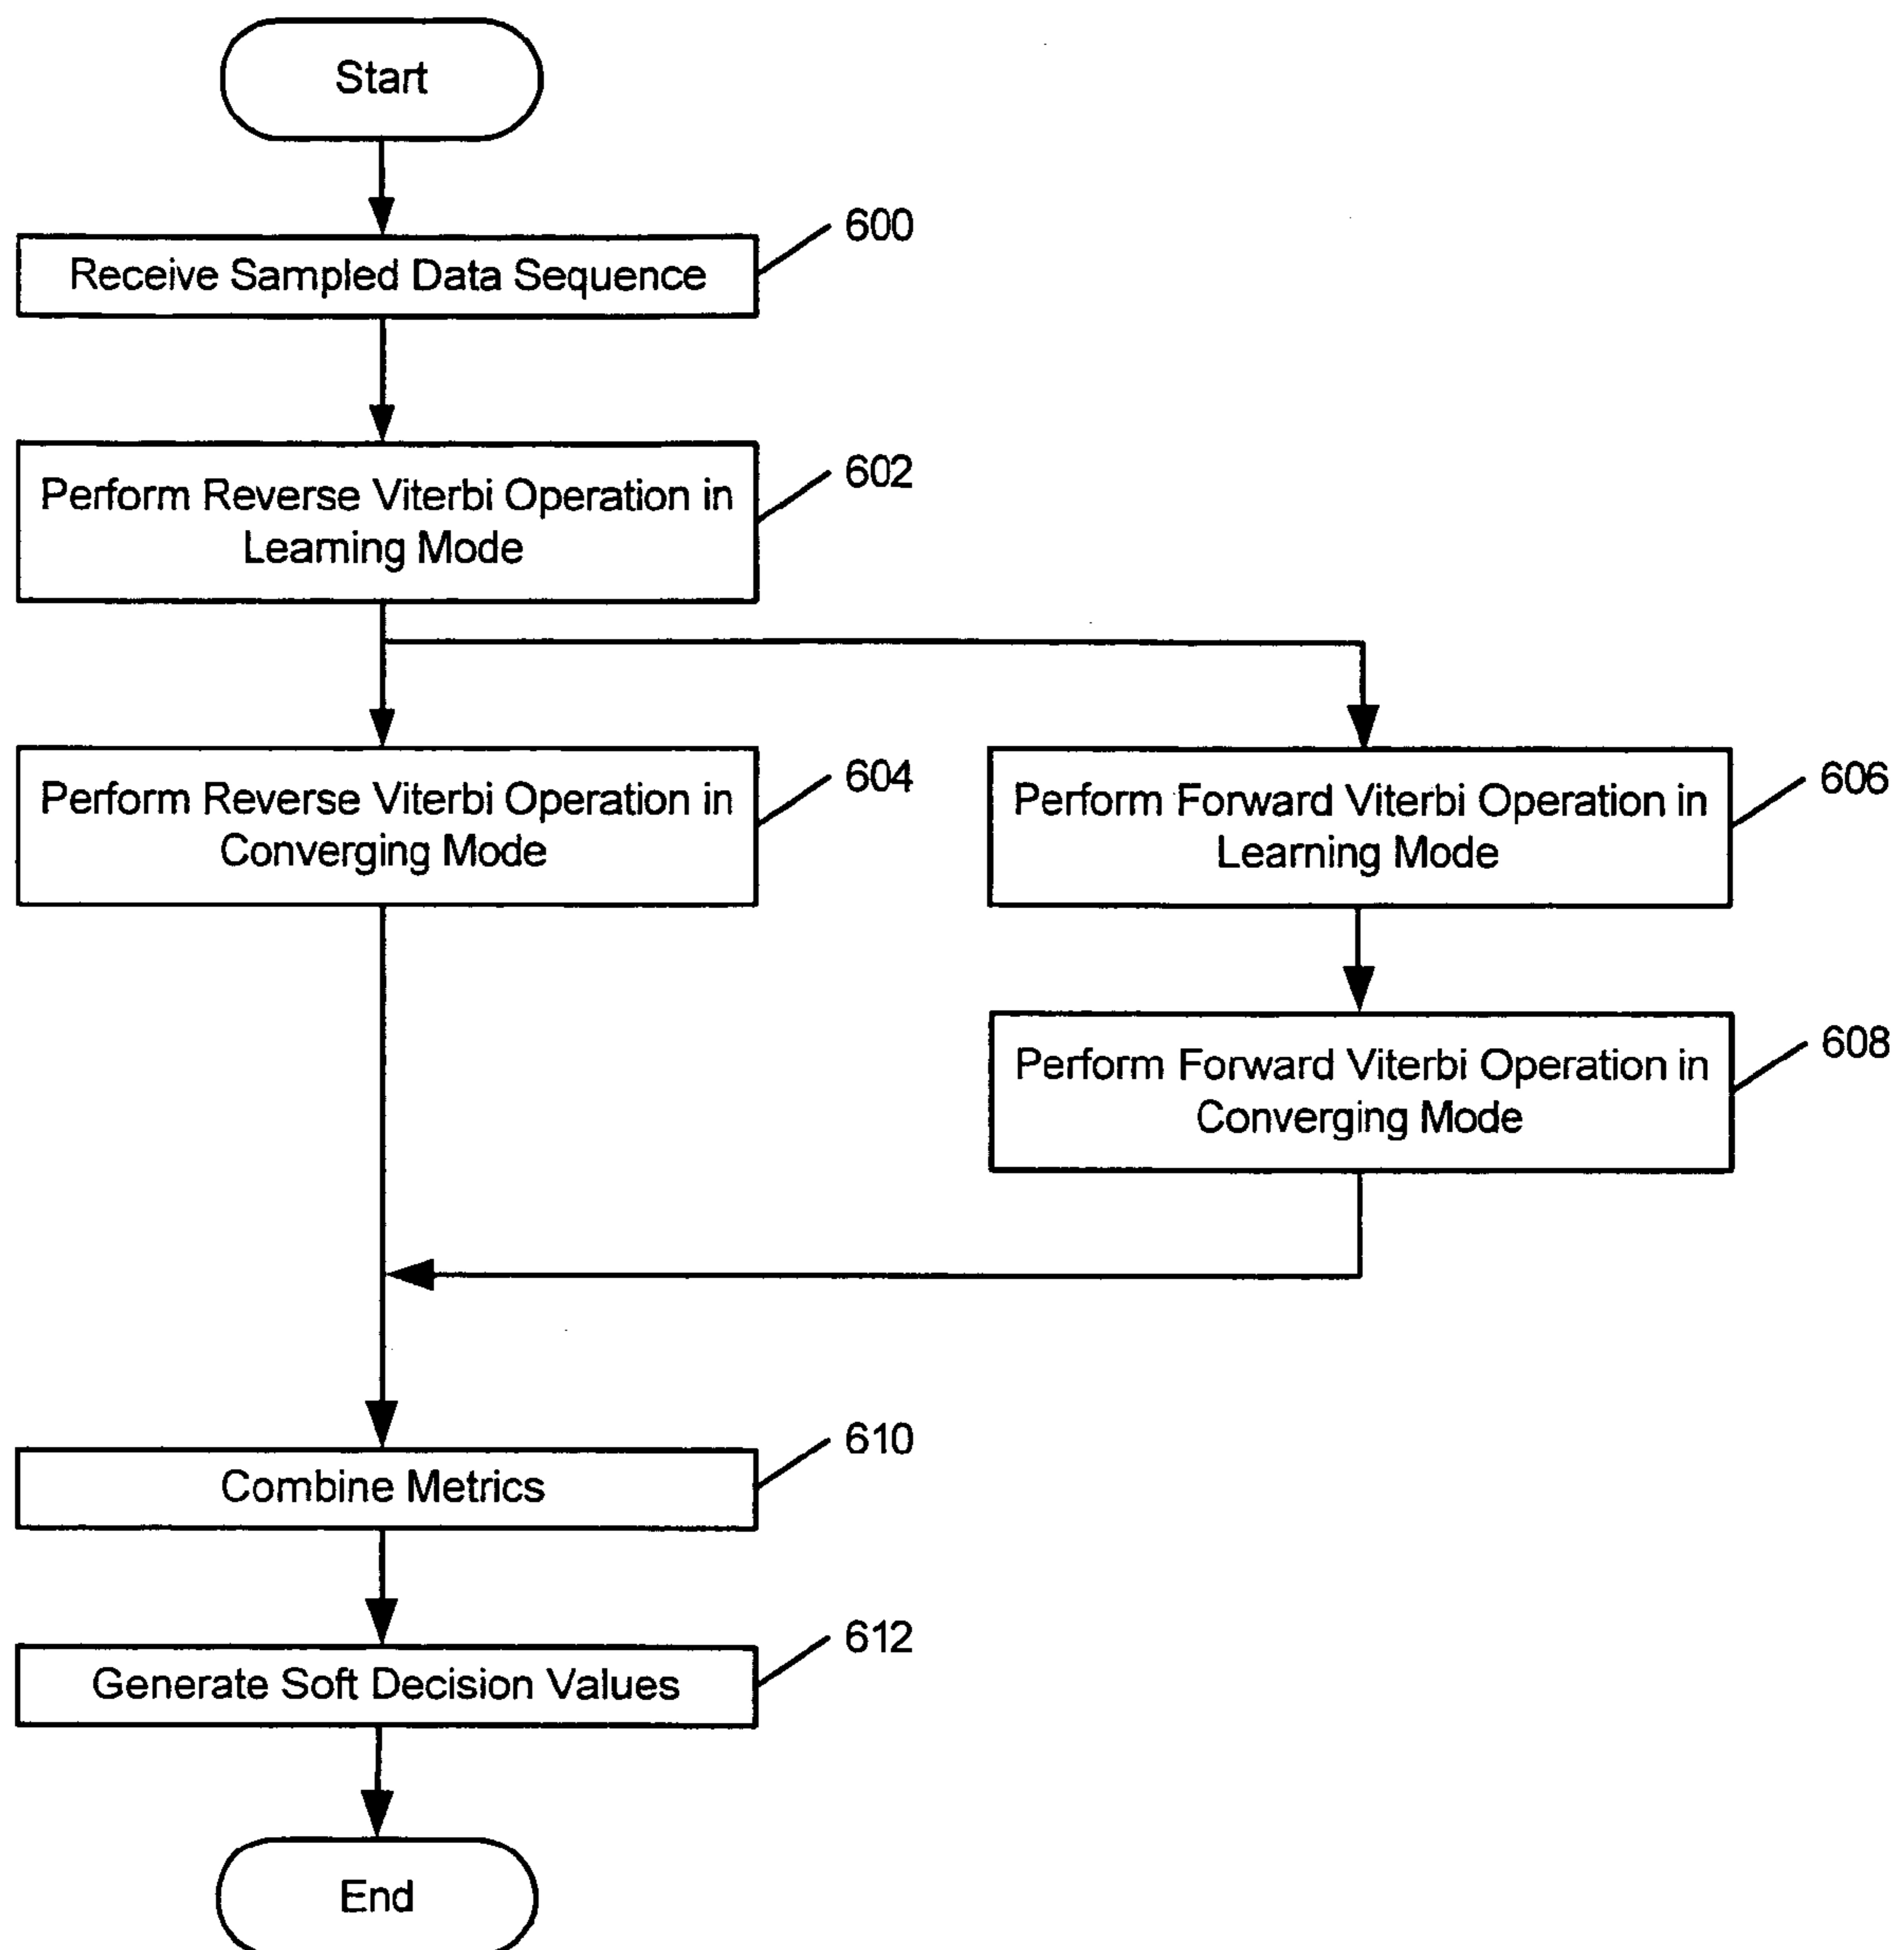 Start
600
Receive Sampled Data Sequence
602
Perform Reverse Viterbi Operation in
Learning Mode
604
Perform Reverse Viterbi Operation in
Converging Mode
606
Perform Forward Viterbi Operation in
Learning Mode
608
Perform Forward Viterbi Operation in
Converging Mode
610
Combine Metrics
612
Generate Soft Decision Values
End